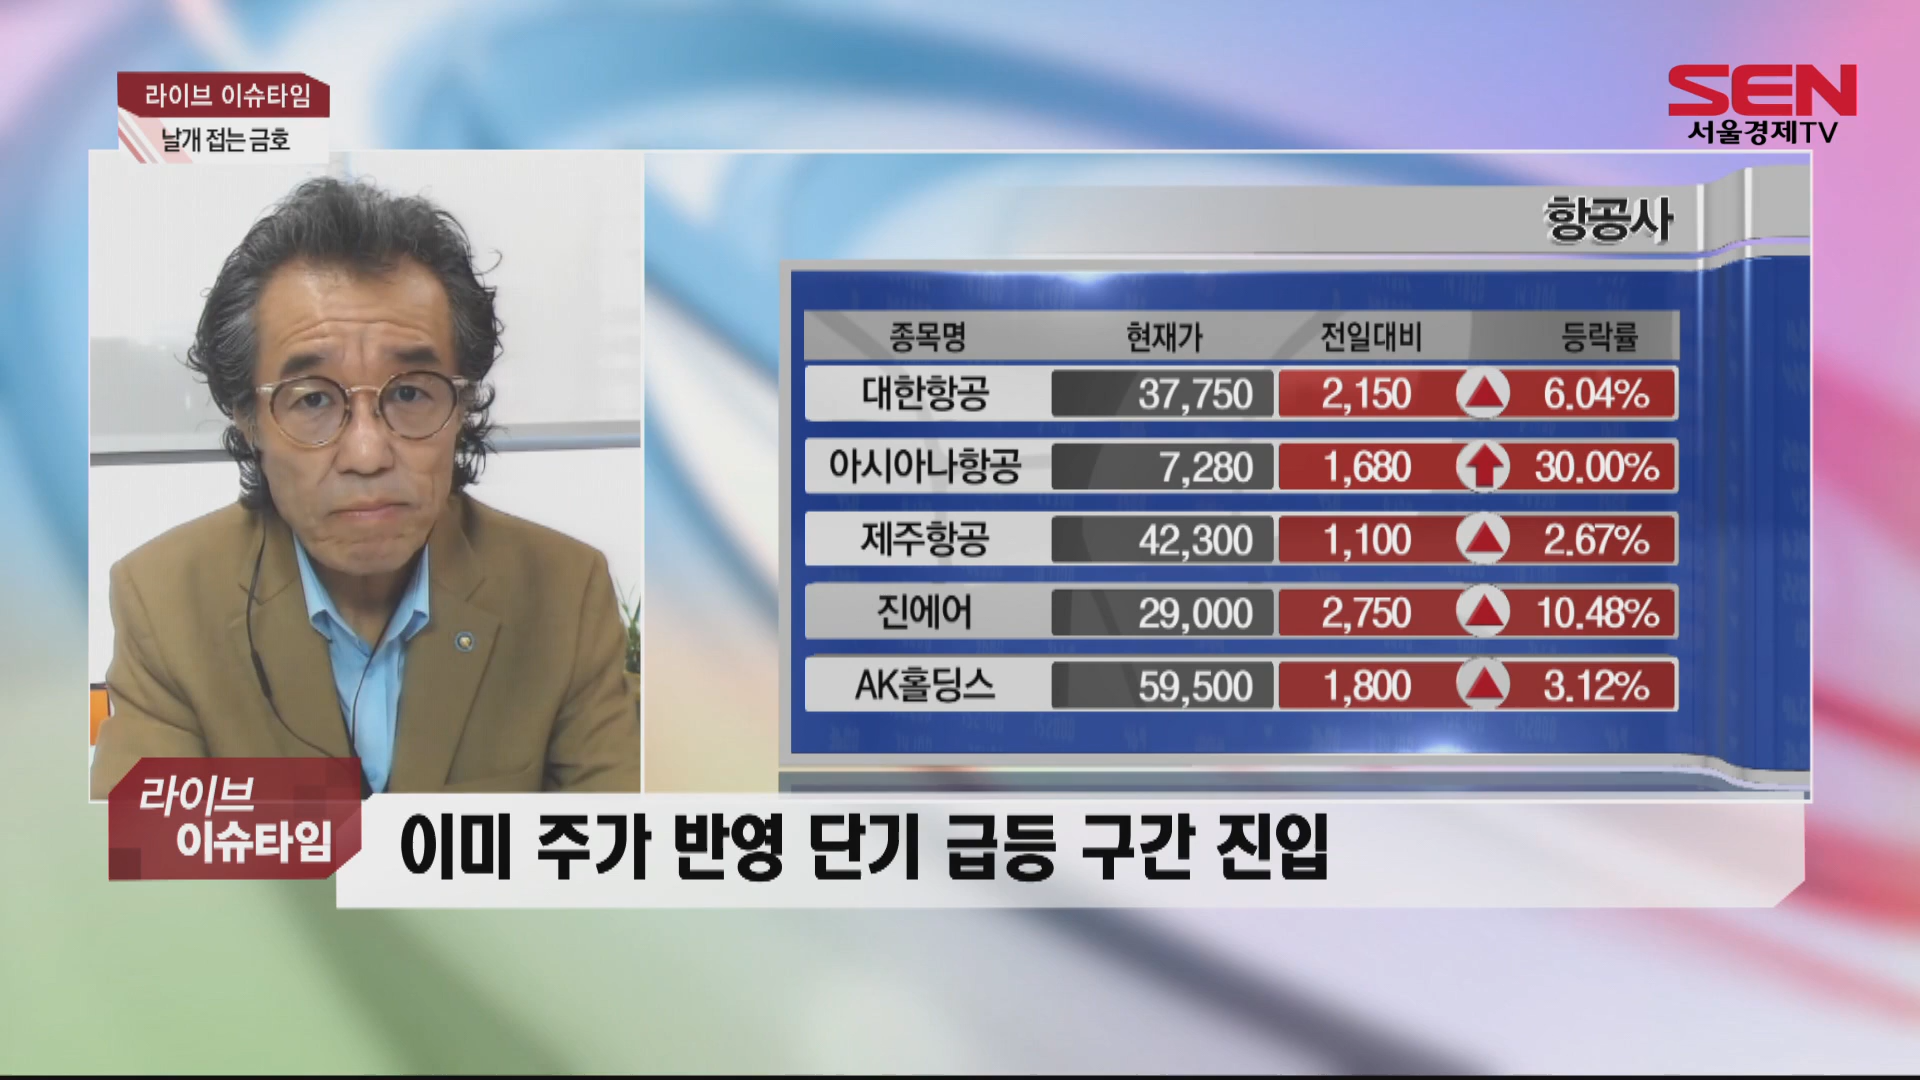 라이브 이슈타임
날개 접는 금호
SEN
서울경제TV
항공사
종목명 현재가 전일대비 등락률
대한항공 37,750 2,150 6.04%
아시아나항공 7,280 1,680 30.00%
제주항공 42,300 1,100 2.67%
진에어 29,000 2,750 10.48%
AK홀딩스 59,500 1,800 3.12%
라이브
이슈타임
이미 주가 반영 단기 급등 구간 진입